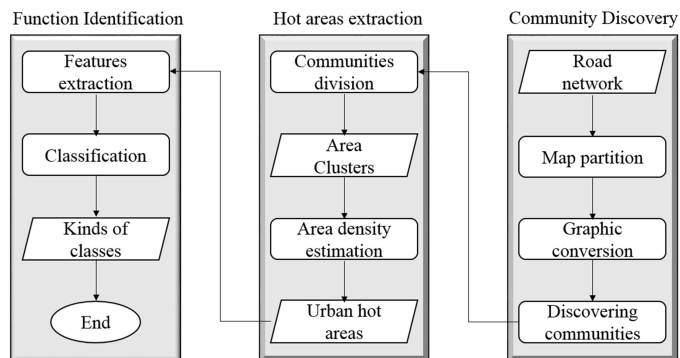 Function Identification
Features
extraction
Classification
Kinds of
classes
End
Hot areas extraction
Communities
division
Area
Clusters
Area density
estimation
Urban hot
areas
Community Discovery
Road
network
Map partition
Graphic
conversion
Discovering
communities